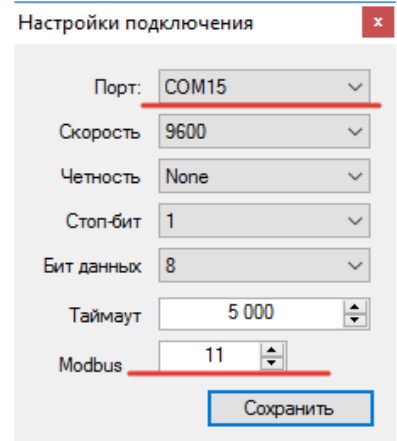 Настройки подключения x
Порт: COM15
Скорость 9600
Четность None
Стоп-бит 1
Бит данных 8
Таймаут 5 000
Modbus 11
Сохранить